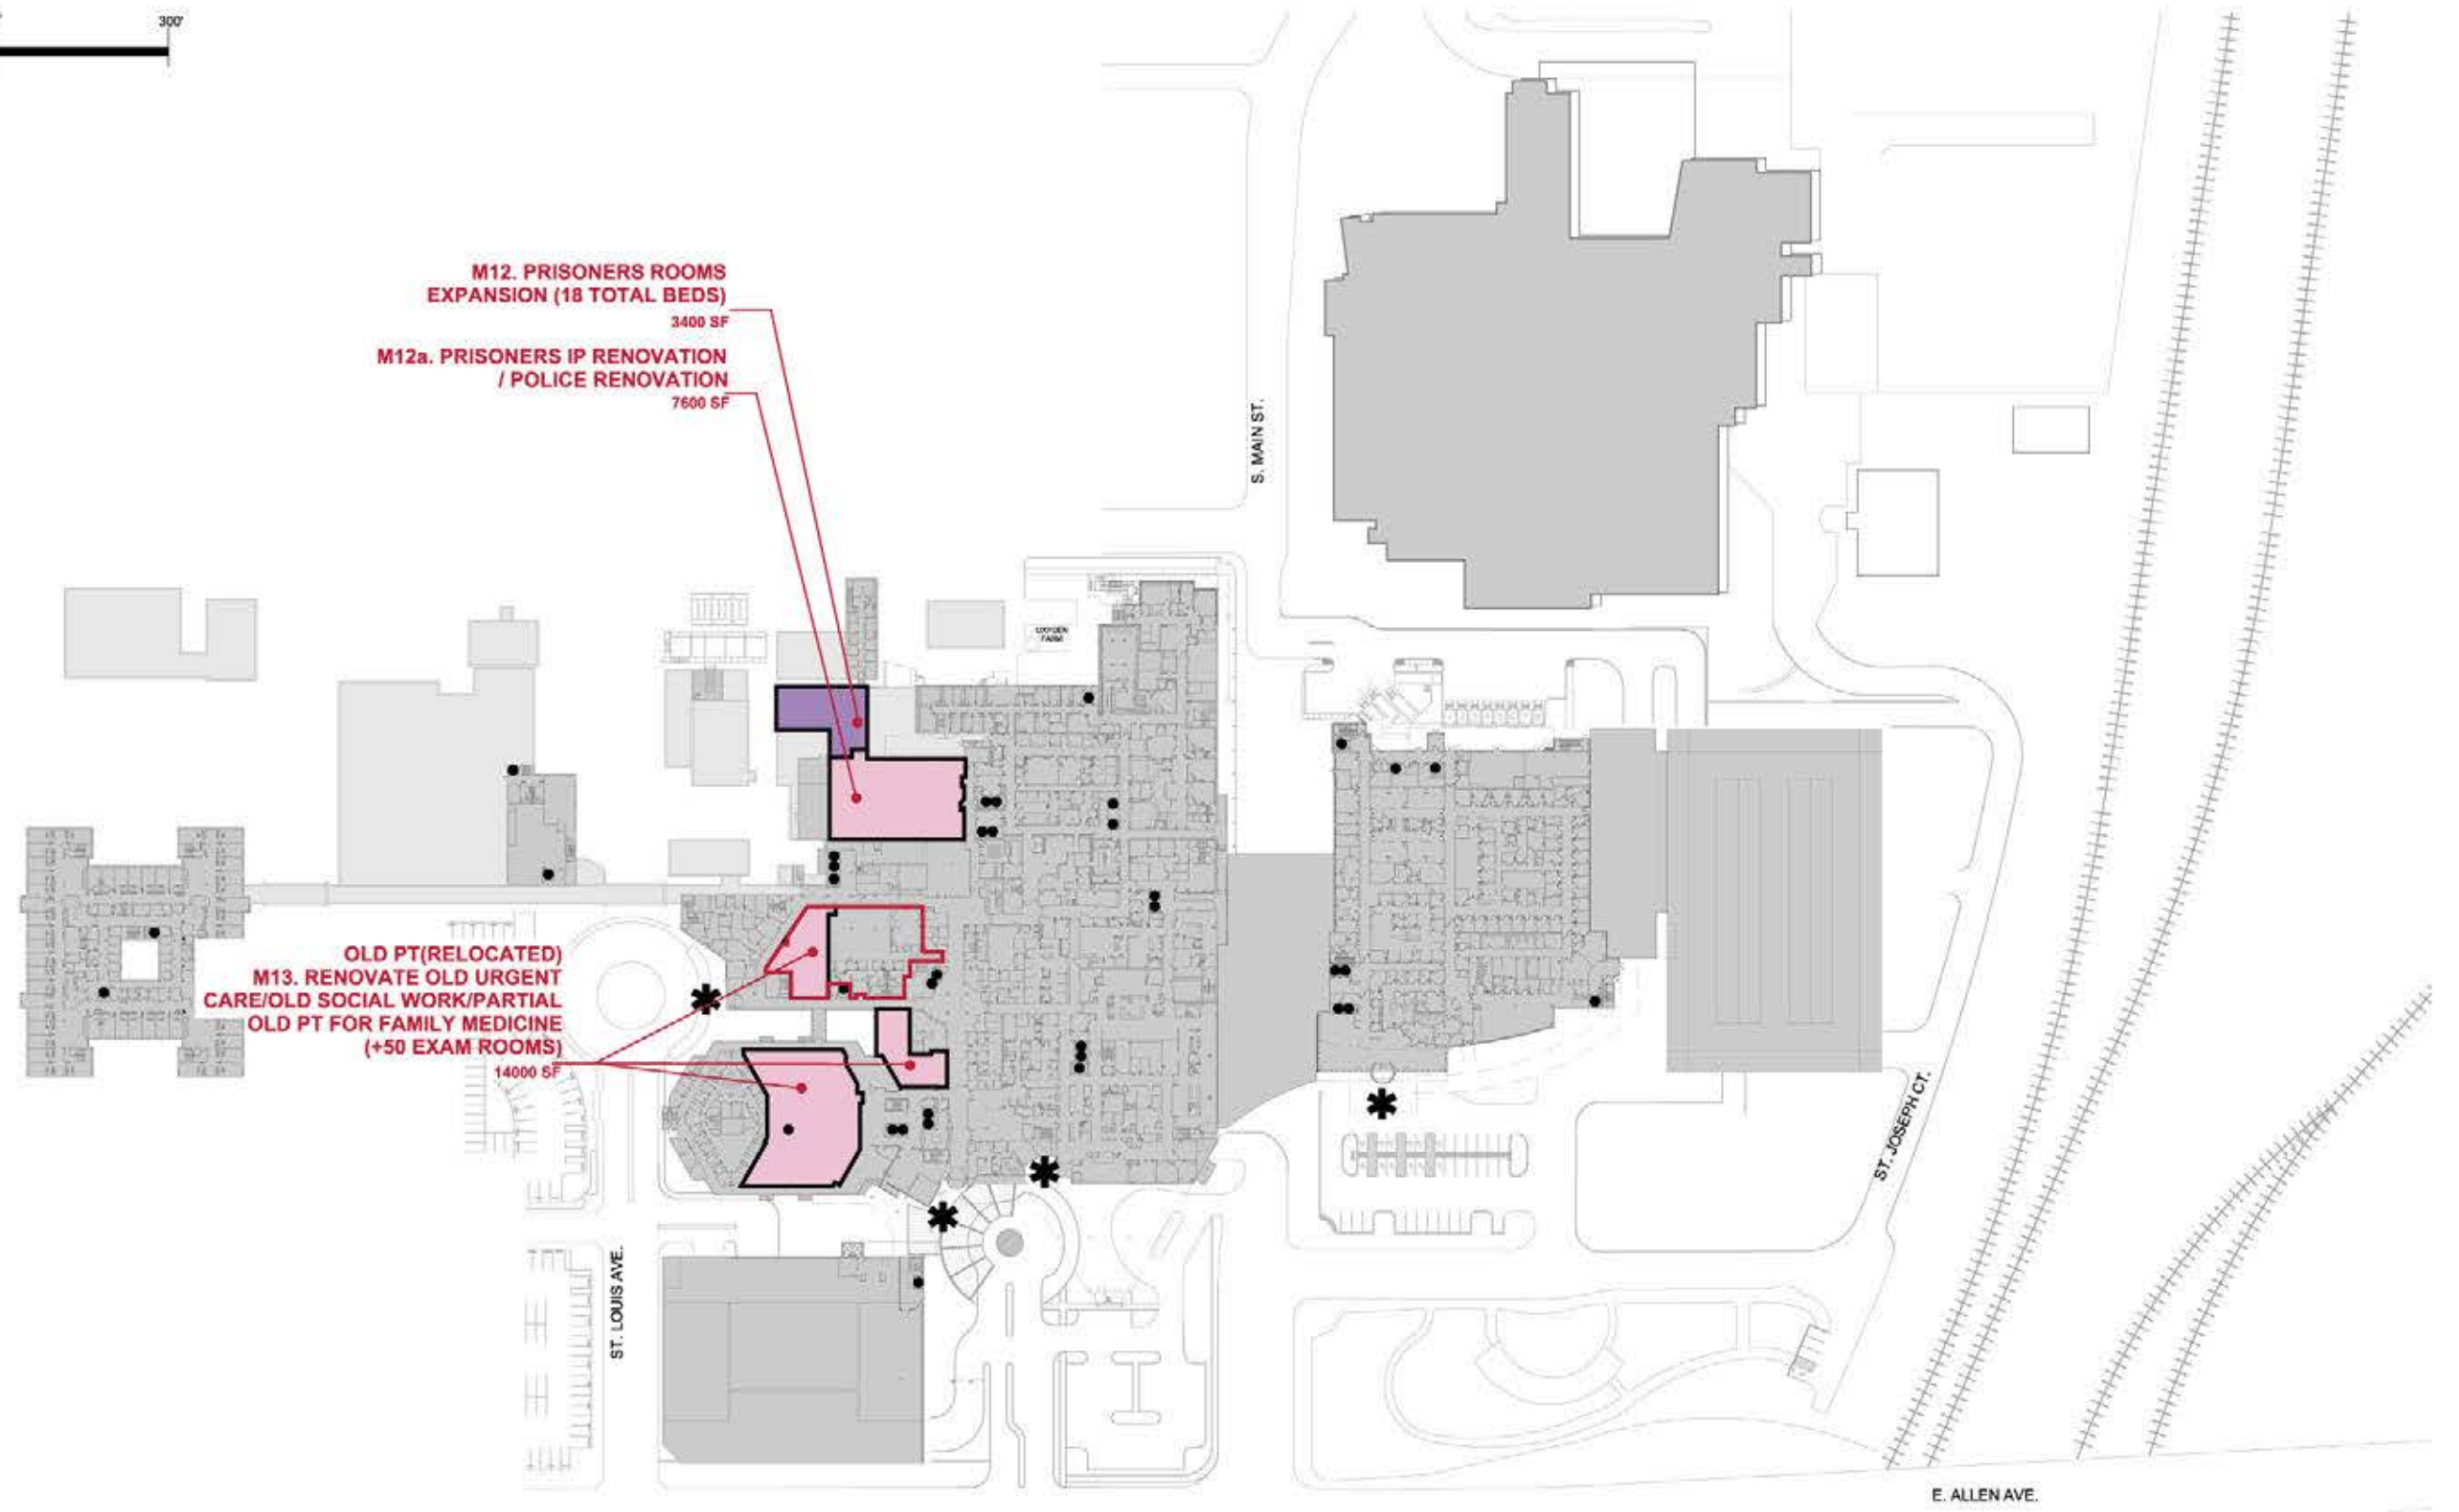 300'
M12. PRISONERS ROOMS
EXPANSION (18 TOTAL BEDS)
3400 SF
M12a. PRISONERS IP RENOVATION
/ POLICE RENOVATION
7600 SF
S. MAIN ST.
OXYGEN
FARM
OLD PT(RELOCATED)
M13. RENOVATE OLD URGENT
CARE/OLD SOCIAL WORK/PARTIAL
OLD PT FOR FAMILY MEDICINE
(+50 EXAM ROOMS)
14000 SF
ST. JOSEPH CT.
ST. LOUIS AVE.
E. ALLEN AVE.